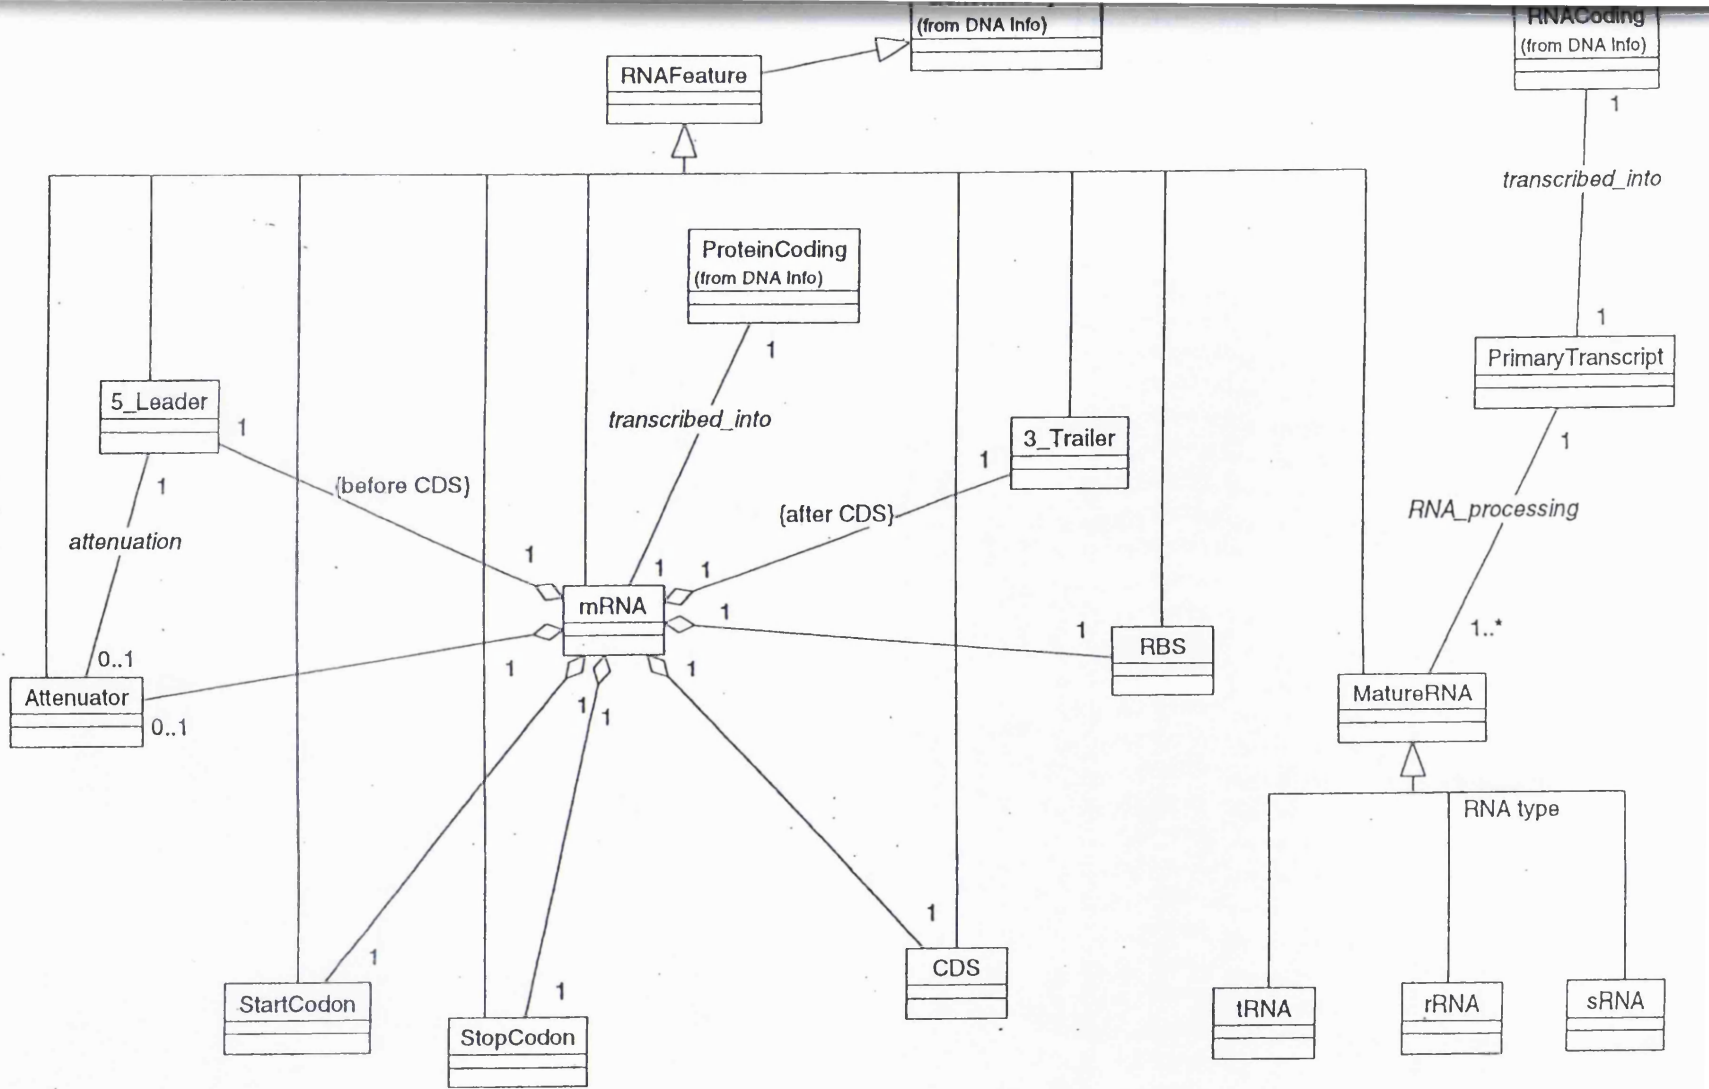 (from DNA Info)
RNACoding
(from DNA Info)
RNAFeature
1
transcribed_into
ProteinCoding
(from DNA Info)
1
1
PrimaryTranscript
5_Leader
1
transcribed_into
3_Trailer
1
1
1
{before CDS}
RNA_processing
{after CDS}
attenuation
1
1
1
mRNA
1
1
1..*
RBS
0..1
1
1
Attenuator
MatureRNA
0..1
1
1
RNA type
1
1
1
CDS
StartCodon
StopCodon
tRNA
rRNA
sRNA